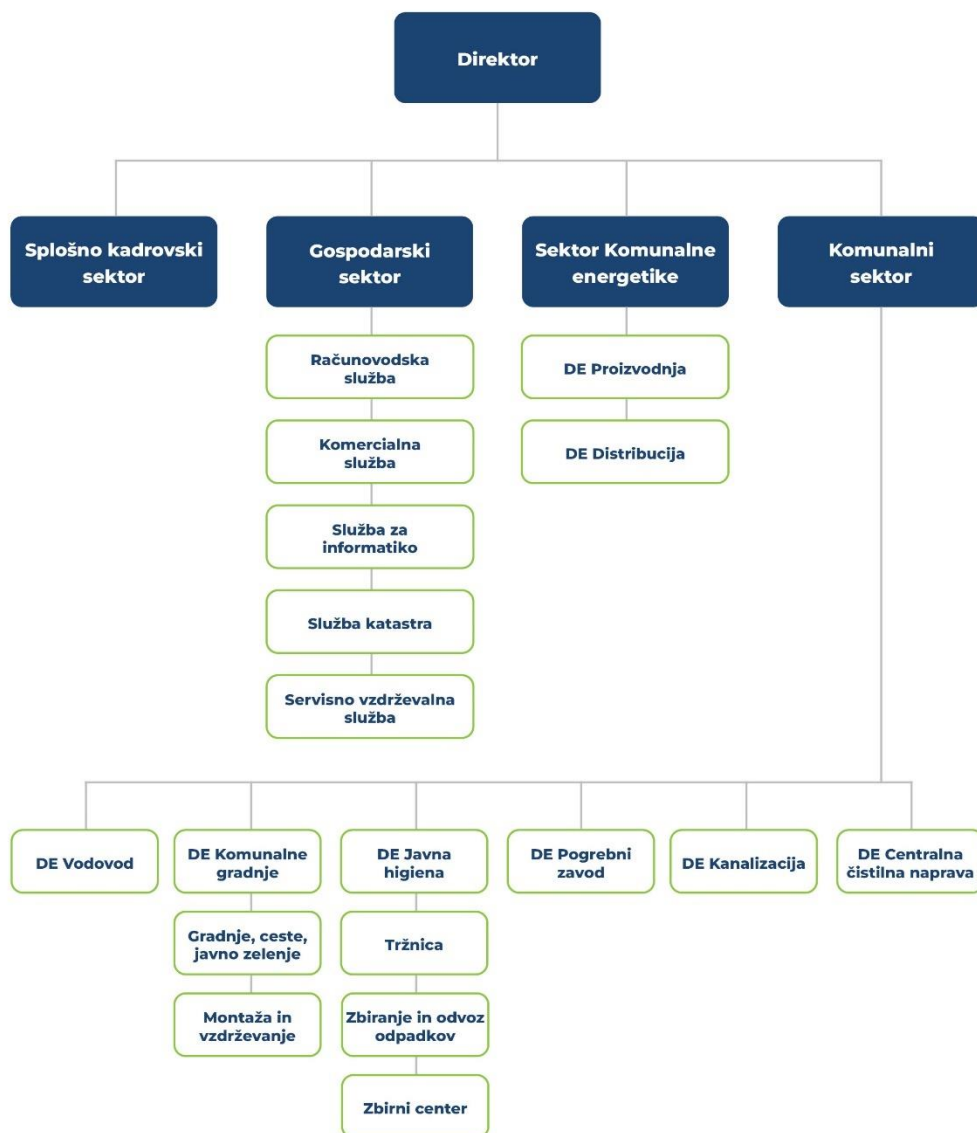 Direktor
Splošno kadrovski
sektor
Gospodarski
sektor
Sektor Komunalne
energetike
Komunalni
sektor
Računovodska
služba
Komercialna
služba
Služba za
informatiko
Služba katastra
Servisno vzdrževalna
služba
DE Proizvodnja
DE Distribucija
DE Vodovod
DE Komunalne
gradnje
Gradnje, ceste,
javno zelenje
Montaža in
vzdrževanje
DE Javna
higiena
Tržnica
Zbiranje in odvoz
odpadkov
Zbirni center
DE Pogrebni
zavod
DE Kanalizacija
DE Centralna
čistilna naprava